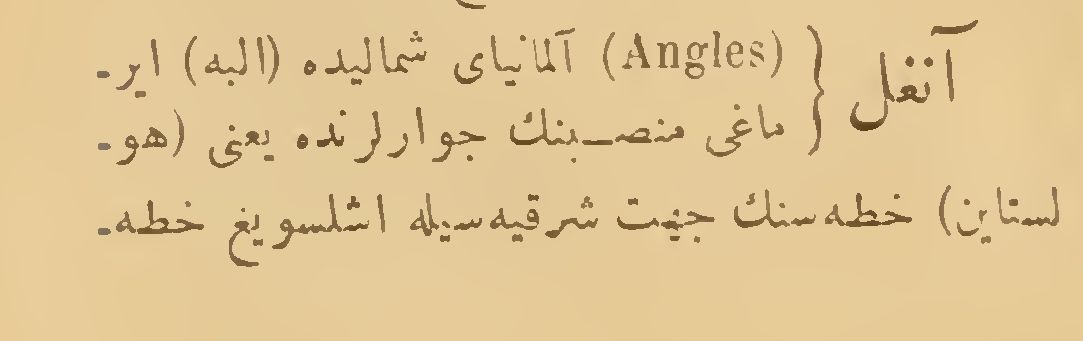 آنغل { (Angles) آلمانیای شمالیده (البه) ایر-
ماغی منصبنك جوارلرنده یعنی (هو-
لستاین) خطه‌سنك جهت شرقیه‌سیله اشلسویغ خطه-